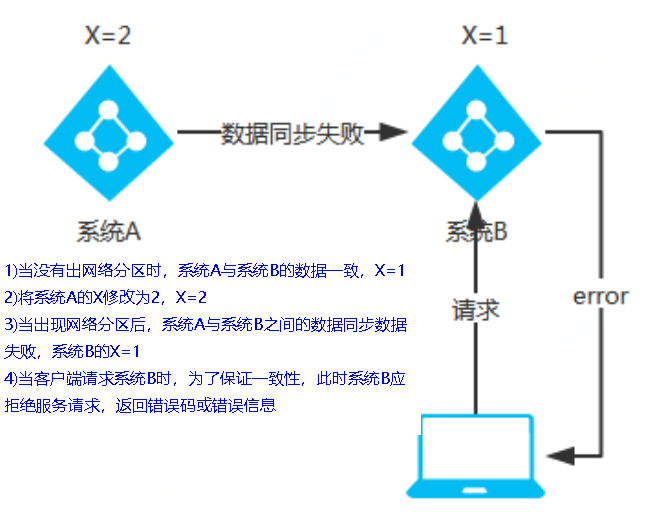 X=2
X=1
数据同步失败
系统A
系统B
1)当没有出网络分区时，系统A与系统B的数据一致，X=1
2)将系统A的X修改为2，X=2
3)当出现网络分区后，系统A与系统B之间的数据同步数据
失败，系统B的X=1
4)当客户端请求系统B时，为了保证一致性，此时系统B应
拒绝服务请求，返回错误码或错误信息
请求
error